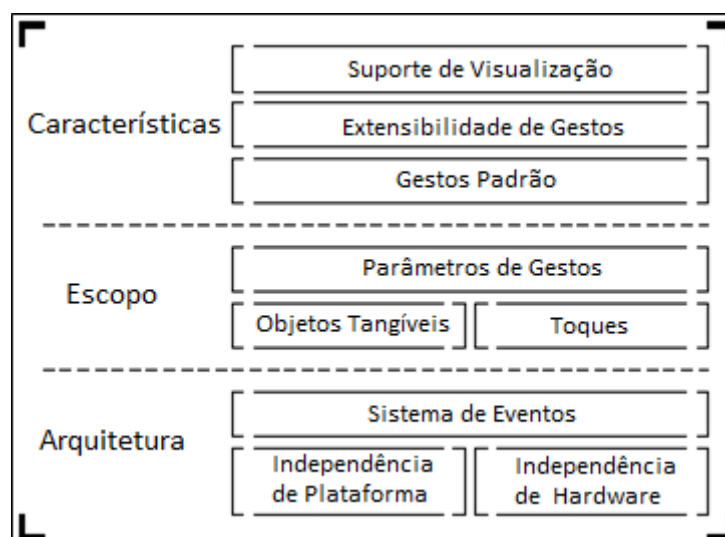 Suporte de Visualização
Característísticas
Extensibilidade de Gestos
Gestos Padrão
Parâmetros de Gestos
Escopo
Objetos Tangíveis
Toques
Sistema de Eventos
Arquitetura
Independência
de Plataforma
Independência
de Hardware